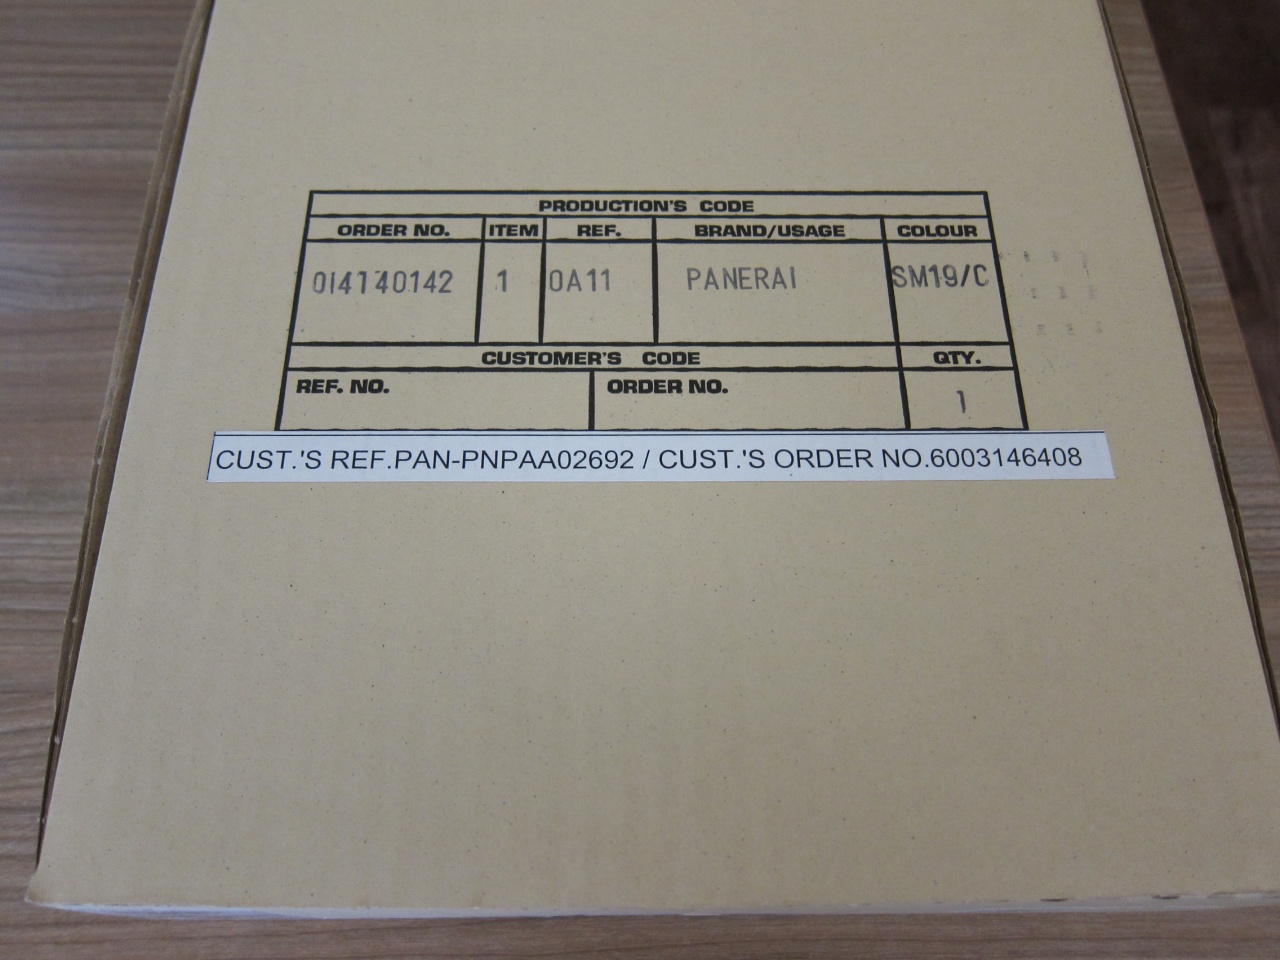 PRODUCTION'S CODE
ORDER NO. ITEM REF. BRAND/USAGE COLOUR
0I4140142 1 0A11 PANERAI SM19/C
CUSTOMER'S CODE QTY.
REF. NO. ORDER NO.
1
CUST.'S REF.PAN-PNPAA02692 / CUST.'S ORDER NO.6003146408